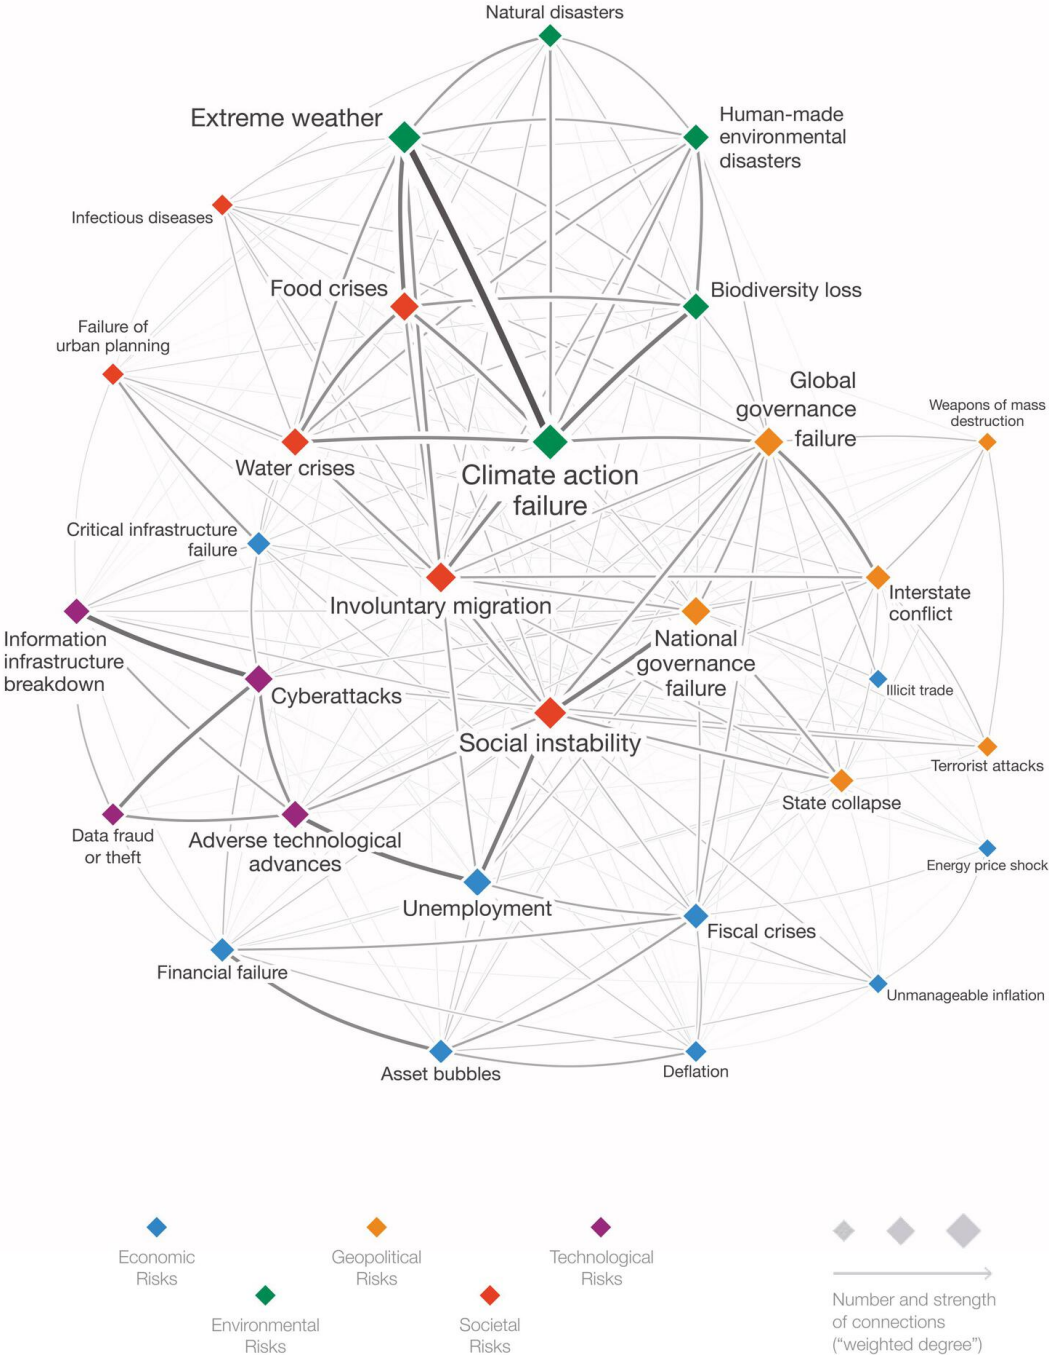 Natural disasters
Extreme weather
Human-made
environmental
disasters
Infectious diseases
Food crises
Biodiversity loss
Failure of
urban planning
Global
governance
failure
Weapons of mass
destruction
Water crises
Climate action
failure
Critical infrastructure
failure
Involuntary migration
Interstate
conflict
Information
infrastructure
breakdown
National
governance
failure
Cyberattacks
Illicit trade
Social instability
Terrorist attacks
State collapse
Data fraud
or theft
Adverse technological
advances
Energy price shock
Unemployment
Fiscal crises
Financial failure
Unmanageable inflation
Asset bubbles
Deflation
Economic
Risks
Geopolitical
Risks
Technological
Risks
Environmental
Risks
Societal
Risks
Number and strength
of connections
(“weighted degree”)